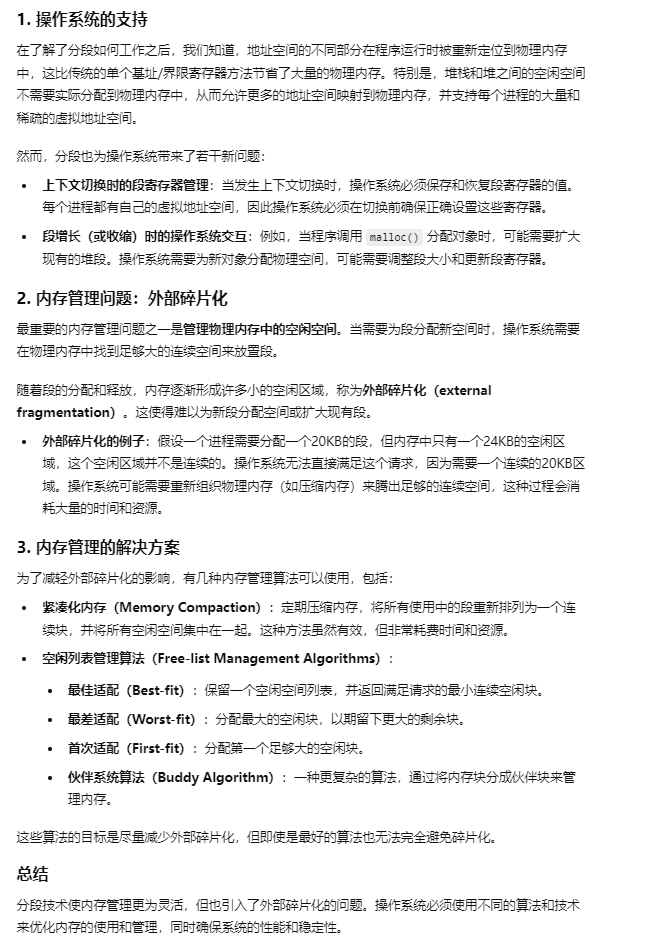 1. 操作系统的支持
在了解了分段如何工作之后，我们知道，地址空间的不同部分在程序运行时被重新定位到物理内存
中，这比传统的单个基址/界限寄存器方法节省了大量的物理内存。特别是，堆栈和堆之间的空闲空间
不需要实际分配到物理内存中，从而允许更多的地址空间映射到物理内存，并支持每个进程的大量和
稀疏的虚拟地址空间。
然而，分段也为操作系统带来了若干新问题：
• 上下文切换时的段寄存器管理：当发生上下文切换时，操作系统必须保存和恢复段寄存器的值。
每个进程都有自己的虚拟地址空间，因此操作系统必须在切换前确保正确设置这些寄存器。
• 段增长（或收缩）时的操作系统交互：例如，当程序调用 malloc() 分配对象时，可能需要扩大
现有的堆段。操作系统需要为新对象分配物理空间，可能需要调整段大小和更新段寄存器。
2. 内存管理问题：外部碎片化
最重要的内存管理问题之一是管理物理内存中的空闲空间。当需要为段分配新空间时，操作系统需要
在物理内存中找到足够大的连续空间来放置段。
随着段的分配和释放，内存逐渐形成许多小的空闲区域，称为外部碎片化（external
fragmentation）。这使得难以为新段分配空间或扩大现有段。
• 外部碎片化的例子：假设一个进程需要分配一个20KB的段，但内存中只有一个24KB的空闲区
域，这个空闲区域并不是连续的。操作系统无法直接满足这个请求，因为需要一个连续的20KB区
域。操作系统可能需要重新组织物理内存（如压缩内存）来腾出足够的连续空间，这种过程会消
耗大量的时间和资源。
3. 内存管理的解决方案
为了减轻外部碎片化的影响，有几种内存管理算法可以使用，包括：
• 紧凑化内存（Memory Compaction）：定期压缩内存，将所有使用中的段重新排列为一个连
续块，并将所有空闲空间集中在一起。这种方法虽然有效，但非常耗费时间和资源。
• 空闲列表管理算法（Free-list Management Algorithms）：
• 最佳适配（Best-fit）：保留一个空闲空间列表，并返回满足请求的最小连续空闲块。
• 最差适配（Worst-fit）：分配最大的空闲块，以期留下更大的剩余块。
• 首次适配（First-fit）：分配第一个足够大的空闲块。
• 伙伴系统算法（Buddy Algorithm）：一种更复杂的算法，通过将内存块分成伙伴块来管
理内存。
这些算法的目标是尽量减少外部碎片化，但即使是最好的算法也无法完全避免碎片化。
总结
分段技术使内存管理更为灵活，但也引入了外部碎片化的问题。操作系统必须使用不同的算法和技术
来优化内存的使用和管理，同时确保系统的性能和稳定性。